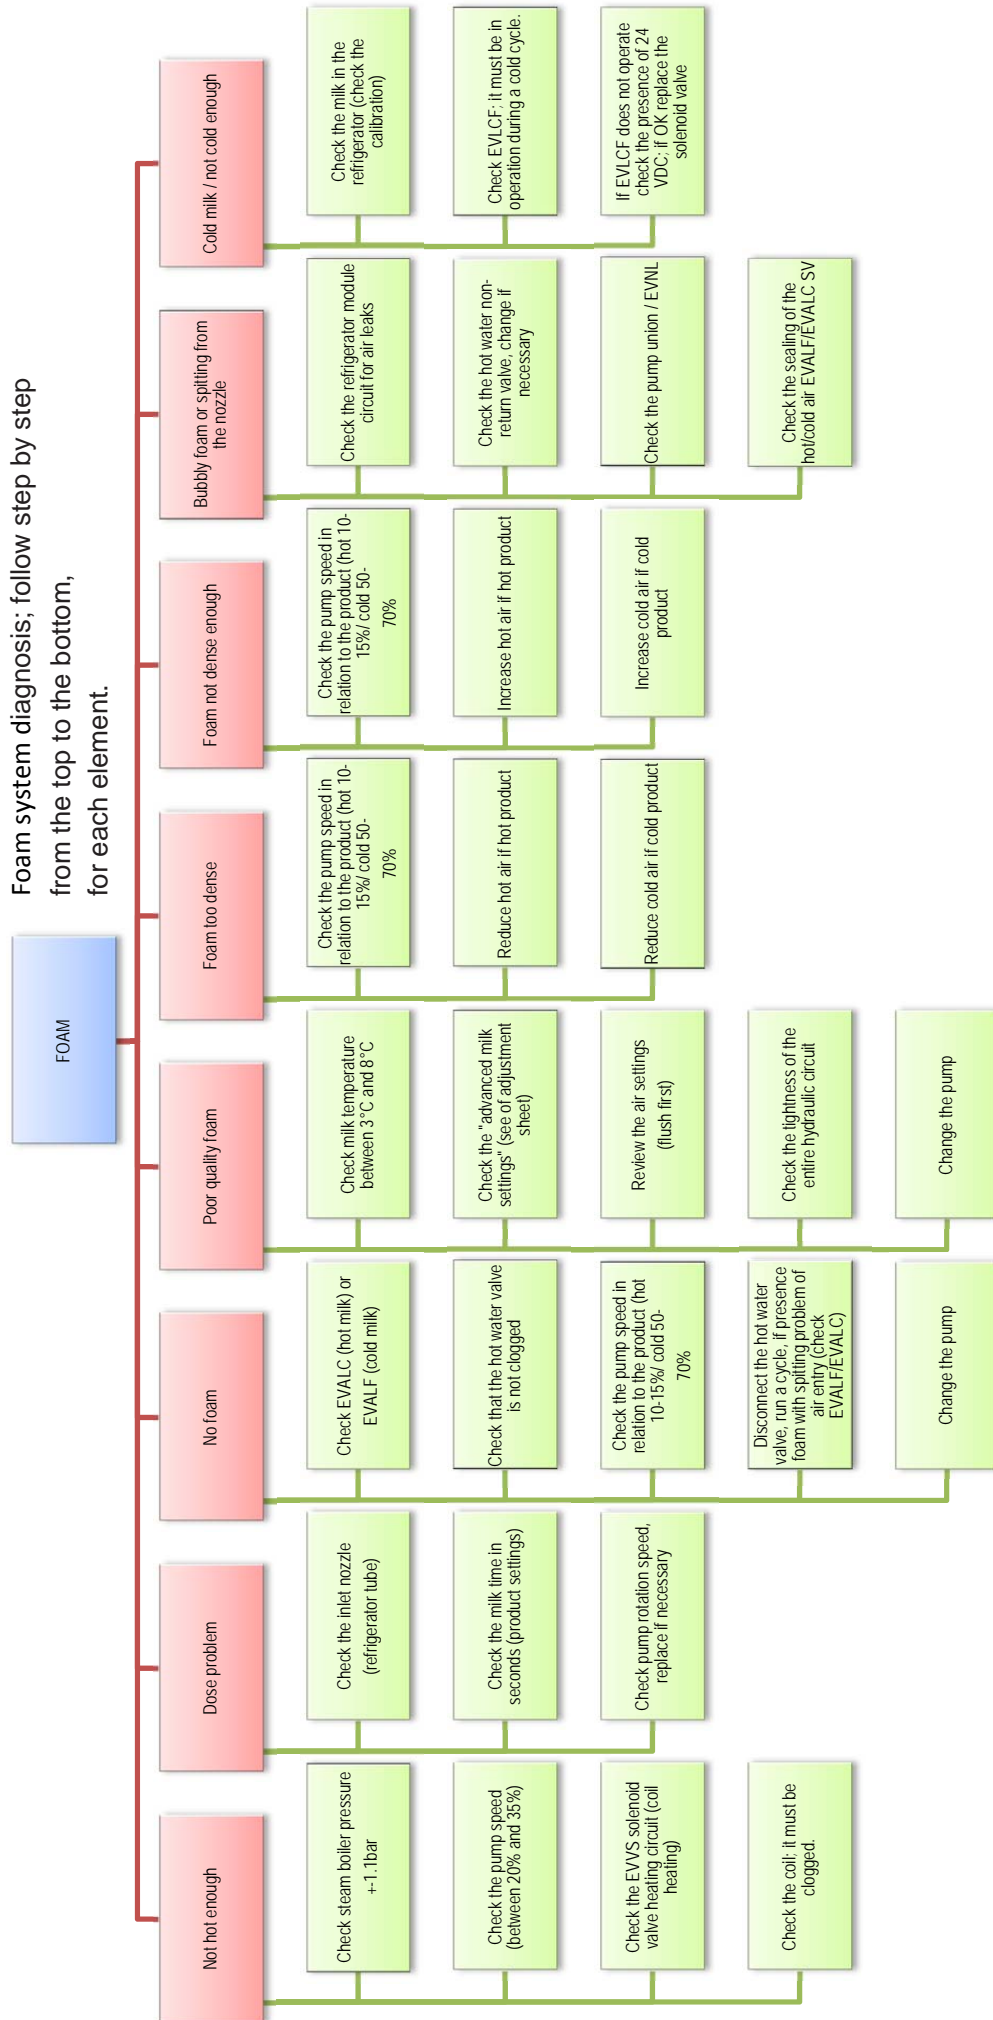 Foam system diagnosis; follow step by step
from the top to the bottom,
for each element.
FOAM
Not hot enough
Check steam boiler pressure
+-1.1bar
Check the pump speed
(between 20% and 35%)
Check the EVVS solenoid
valve heating circuit (coil
heating)
Check the coil; it must be
clogged.
Dose problem
Check the inlet nozzle
(refrigerator tube)
Check the milk time in
seconds (product settings)
Check pump rotation speed,
replace if necessary
No foam
Check EVALC (hot milk) or
EVALF (cold milk)
Check that the hot water valve
is not clogged
Check the pump speed in
relation to the product (hot
10-15%/ cold 50-
70%
Disconnect the hot water
valve, run a cycle, if presence
foam with spitting problem of
air entry (check
EVALF/EVALC)
Change the pump
Poor quality foam
Check milk temperature
between 3°C and 8°C
Check the "advanced milk
settings" (see of adjustment
sheet)
Review the air settings
(flush first)
Check the tightness of the
entire hydraulic circuit
Change the pump
Foam too dense
Check the pump speed in
relation to the product (hot 10-
15%/ cold 50-
70%
Reduce hot air if hot product
Reduce cold air if cold product
Foam not dense enough
Check the pump speed in
relation to the product (hot 10-
15%/ cold 50-
70%
Increase hot air if hot product
Increase cold air if cold
product
Bubbly foam or spitting from
the nozzle
Check the refrigerator module
circuit for air leaks
Check the hot water non-
return valve, change if
necessary
Check the pump union / EVNL
Check the sealing of the
hot/cold air EVALF/EVALC SV
Cold milk / not cold enough
Check the milk in the
refrigerator (check the
calibration)
Check EVLCF; it must be in
operation during a cold cycle.
If EVLCF does not operate
check the presence of 24
VDC; if OK replace the
solenoid valve